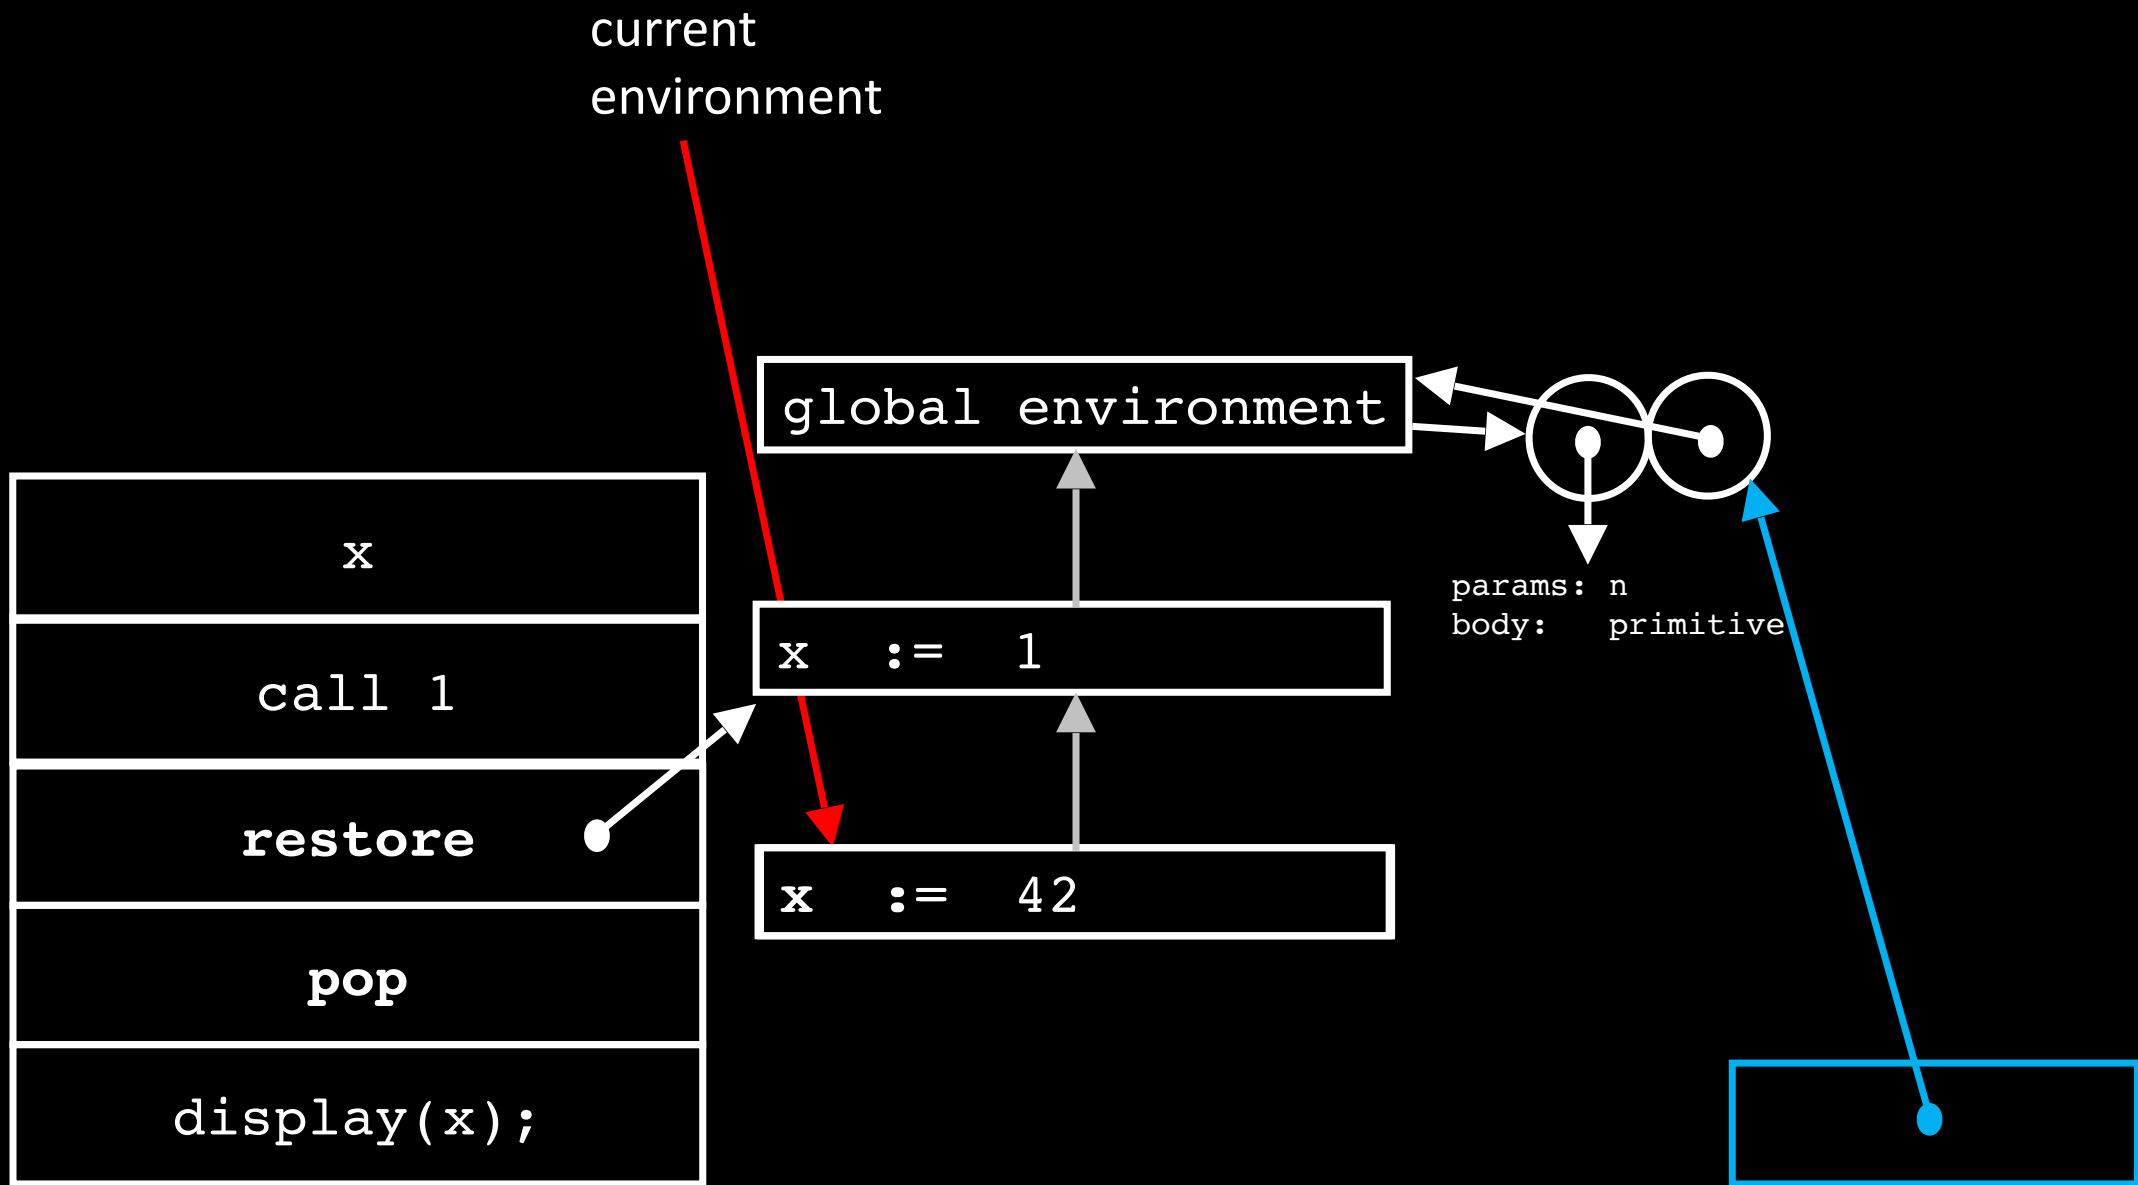 current
environment
global environment
x
x := 1
params: n
body: primitive
call 1
restore
x := 42
pop
display(x);